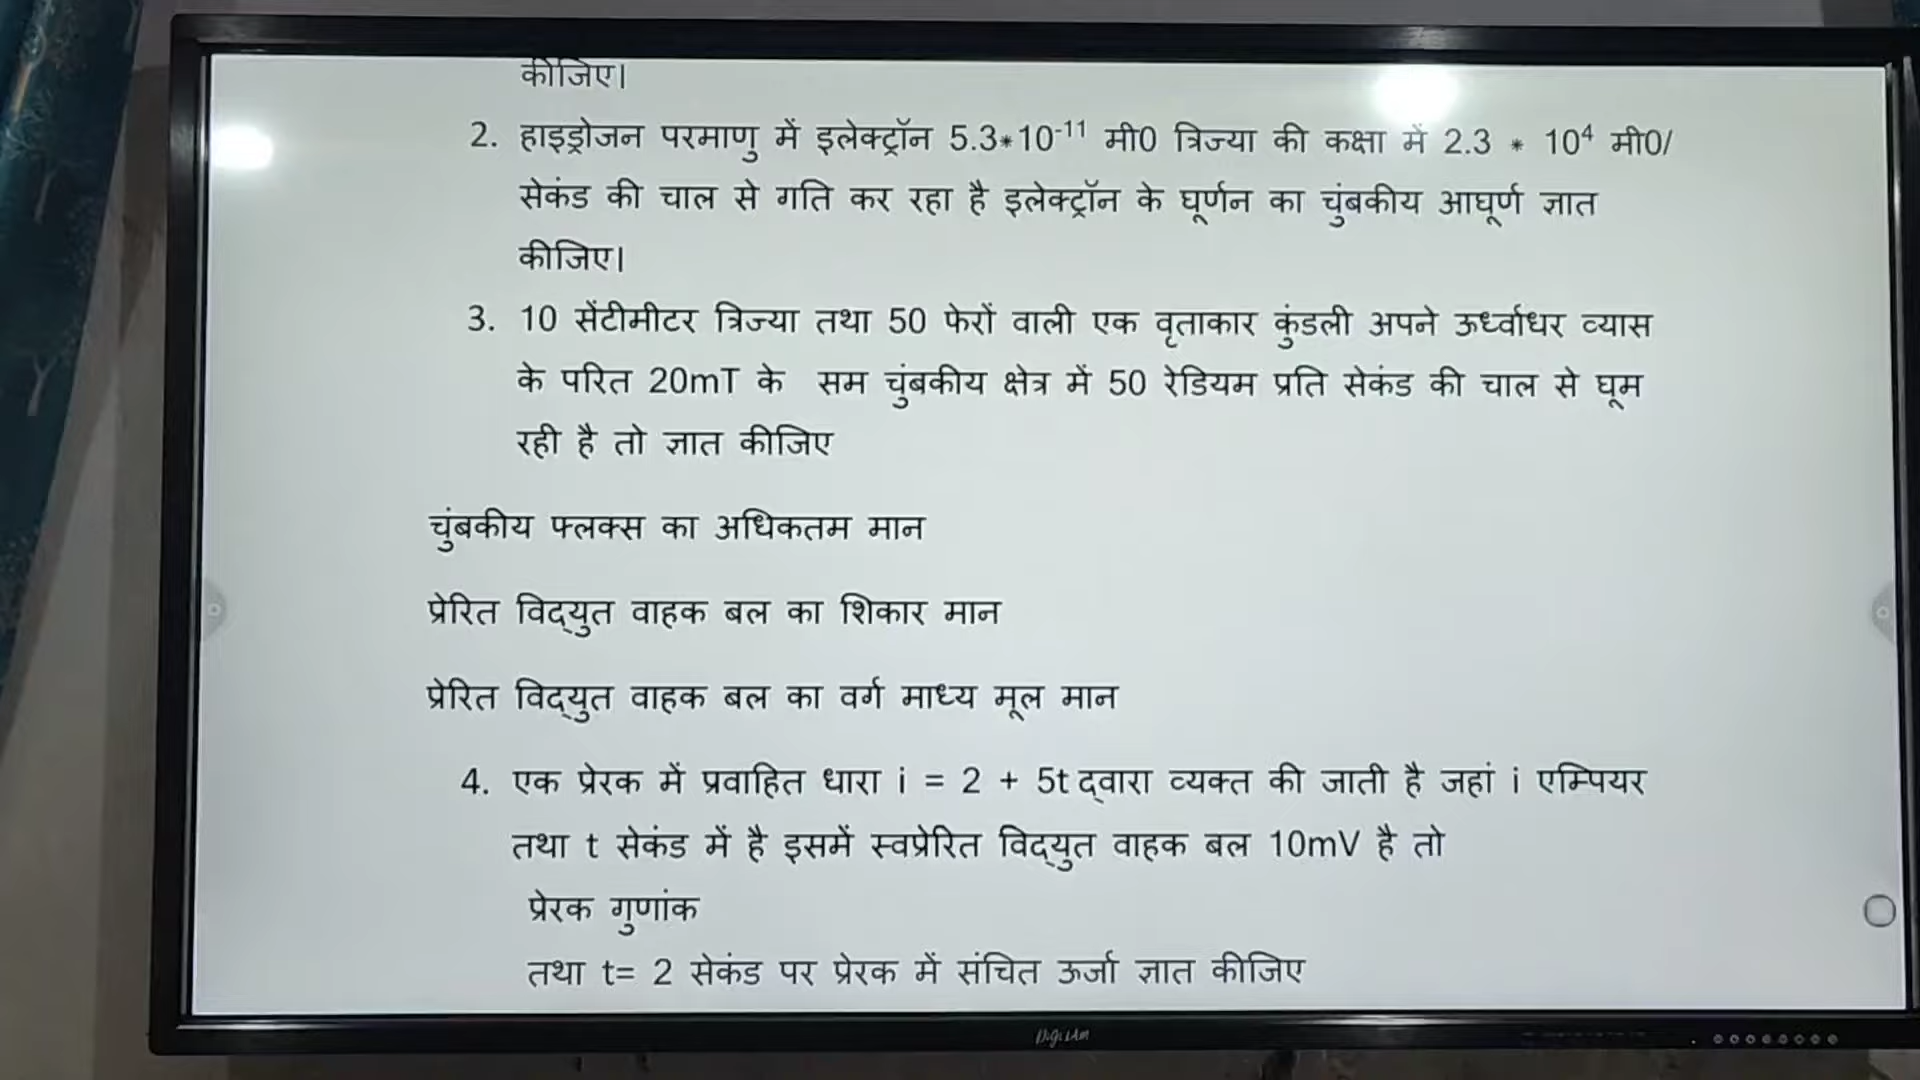 कीजिए।
2. हाइड्रोजन परमाणु में इलेक्ट्रॉन 5.3*10⁻¹¹ मी0 त्रिज्या की कक्षा में 2.3 * 10⁴ मी0/
सेकंड की चाल से गति कर रहा है इलेक्ट्रॉन के घूर्णन का चुंबकीय आघूर्ण ज्ञात
कीजिए।
3. 10 सेंटीमीटर त्रिज्या तथा 50 फेरों वाली एक वृताकार कुंडली अपने ऊर्ध्वाधर व्यास
के परित 20mT के सम चुंबकीय क्षेत्र में 50 रेडियम प्रति सेकंड की चाल से घूम
रही है तो ज्ञात कीजिए
चुंबकीय फ्लक्स का अधिकतम मान
प्रेरित विद्युत वाहक बल का शिकार मान
प्रेरित विद्युत वाहक बल का वर्ग माध्य मूल मान
4. एक प्रेरक में प्रवाहित धारा i = 2 + 5t द्वारा व्यक्त की जाती है जहां i एम्पियर
तथा t सेकंड में है इसमें स्वप्रेरित विद्युत वाहक बल 10mV है तो
प्रेरक गुणांक
तथा t= 2 सेकंड पर प्रेरक में संचित ऊर्जा ज्ञात कीजिए